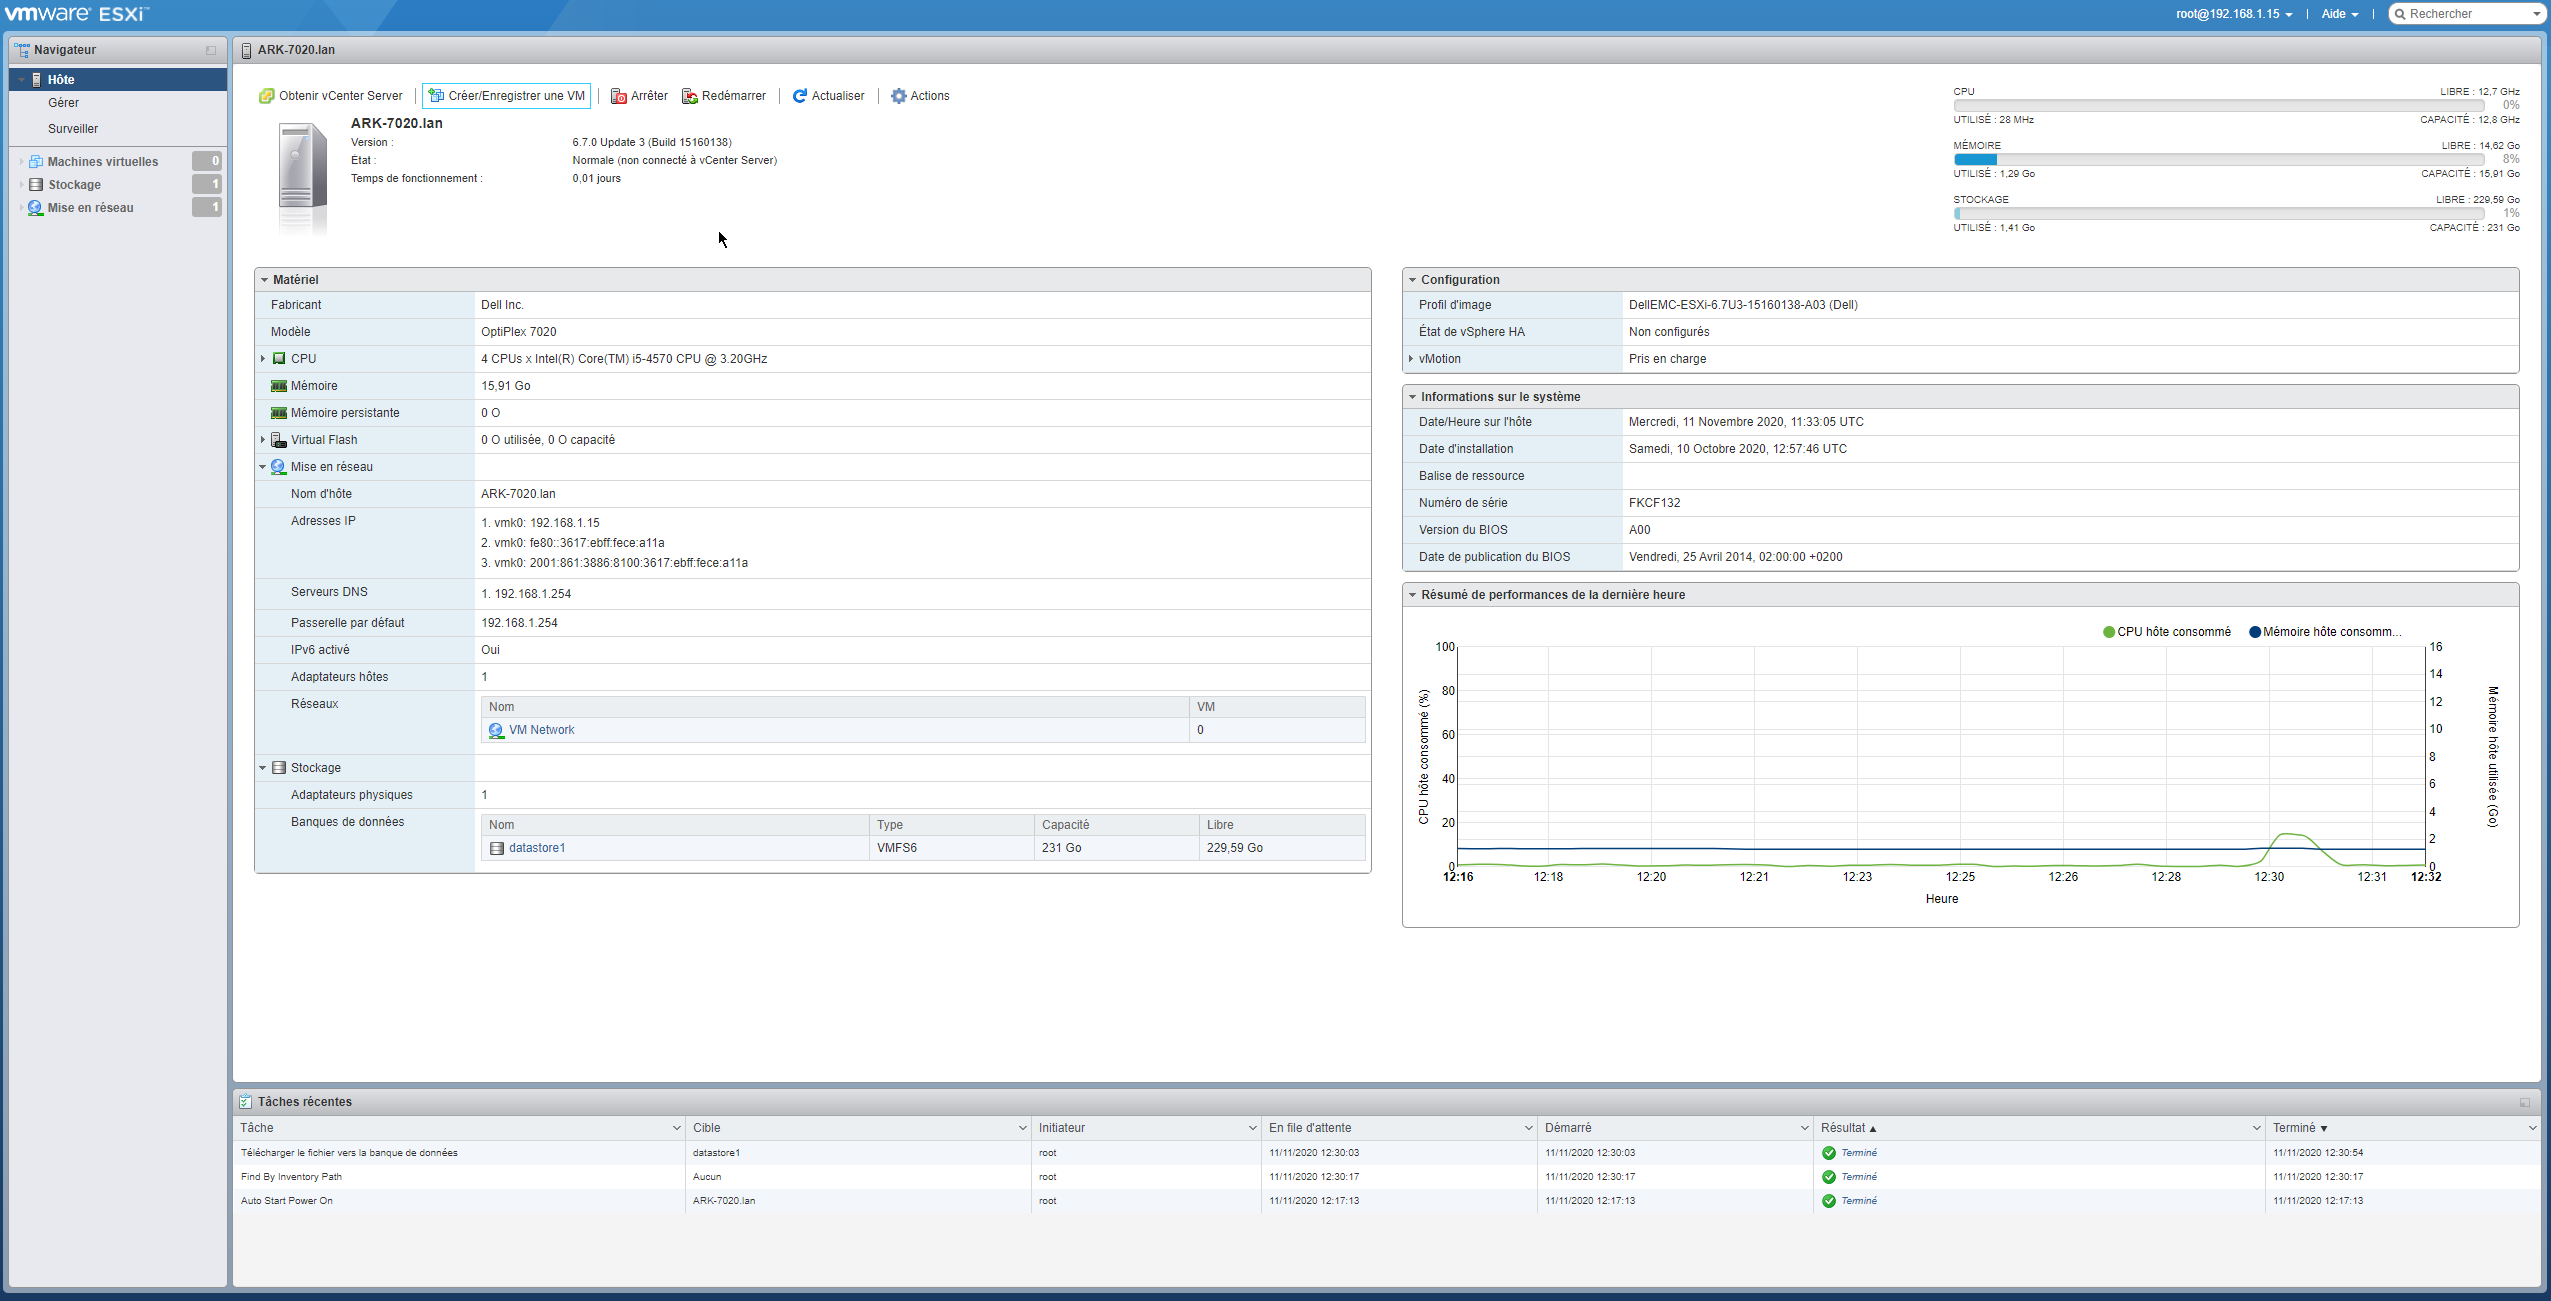 vmware ESXi™
root@192.168.1.15 | Aide | Rechercher
Navigateur
Hôte
Gérer
Surveiller
Machines virtuelles 0
Stockage 1
Mise en réseau 1
ARK-7020.lan
Obtenir vCenter Server | Créer/Enregistrer une VM | Arrêter Redémarrer | Actualiser | Actions
ARK-7020.lan
Version : 6.7.0 Update 3 (Build 15160138)
État : Normale (non connecté à vCenter Server)
Temps de fonctionnement : 0,01 jours
CPU LIBRE : 12,7 GHz
0%
UTILISÉ : 28 MHz CAPACITÉ : 12,8 GHz
MÉMOIRE LIBRE : 14,62 Go
8%
UTILISÉ : 1,29 Go CAPACITÉ : 15,91 Go
STOCKAGE LIBRE : 229,59 Go
1%
UTILISÉ : 1,41 Go CAPACITÉ : 231 Go
Matériel
Fabricant Dell Inc.
Modèle OptiPlex 7020
CPU 4 CPUs x Intel(R) Core(TM) i5-4570 CPU @ 3.20GHz
Mémoire 15,91 Go
Mémoire persistante 0 O
Virtual Flash 0 O utilisée, 0 O capacité
Mise en réseau
Nom d'hôte ARK-7020.lan
Adresses IP 1. vmk0: 192.168.1.15
2. vmk0: fe80::3617:ebff:fece:a11a
3. vmk0: 2001:861:3886:8100:3617:ebff:fece:a11a
Serveurs DNS 1. 192.168.1.254
Passerelle par défaut 192.168.1.254
IPv6 activé Oui
Adaptateurs hôtes 1
Réseaux Nom VM
VM Network 0
Stockage
Adaptateurs physiques 1
Banques de données Nom Type Capacité Libre
datastore1 VMFS6 231 Go 229,59 Go
Configuration
Profil d'image DellEMC-ESXi-6.7U3-15160138-A03 (Dell)
État de vSphere HA Non configurés
vMotion Pris en charge
Informations sur le système
Date/Heure sur l'hôte Mercredi, 11 Novembre 2020, 11:33:05 UTC
Date d'installation Samedi, 10 Octobre 2020, 12:57:46 UTC
Balise de ressource
Numéro de série FKCF132
Version du BIOS A00
Date de publication du BIOS Vendredi, 25 Avril 2014, 02:00:00 +0200
Résumé de performances de la dernière heure
CPU hôte consommé Mémoire hôte consomm...
CPU hôte consommé (%)
100
80
60
40
20
0
16
14
12
10
8
6
4
2
0
Mémoire hôte utilisée (Go)
12:16 12:18 12:20 12:21 12:23 12:25 12:26 12:28 12:30 12:31 12:32
Heure
Tâches récentes
Tâche Cible Initiateur En file d'attente Démarré Résultat ▲ Terminé ▼
Télécharger le fichier vers la banque de données datastore1 root 11/11/2020 12:30:03 11/11/2020 12:30:03 Terminé 11/11/2020 12:30:54
Find By Inventory Path Aucun root 11/11/2020 12:30:17 11/11/2020 12:30:17 Terminé 11/11/2020 12:30:17
Auto Start Power On ARK-7020.lan root 11/11/2020 12:17:13 11/11/2020 12:17:13 Terminé 11/11/2020 12:17:13